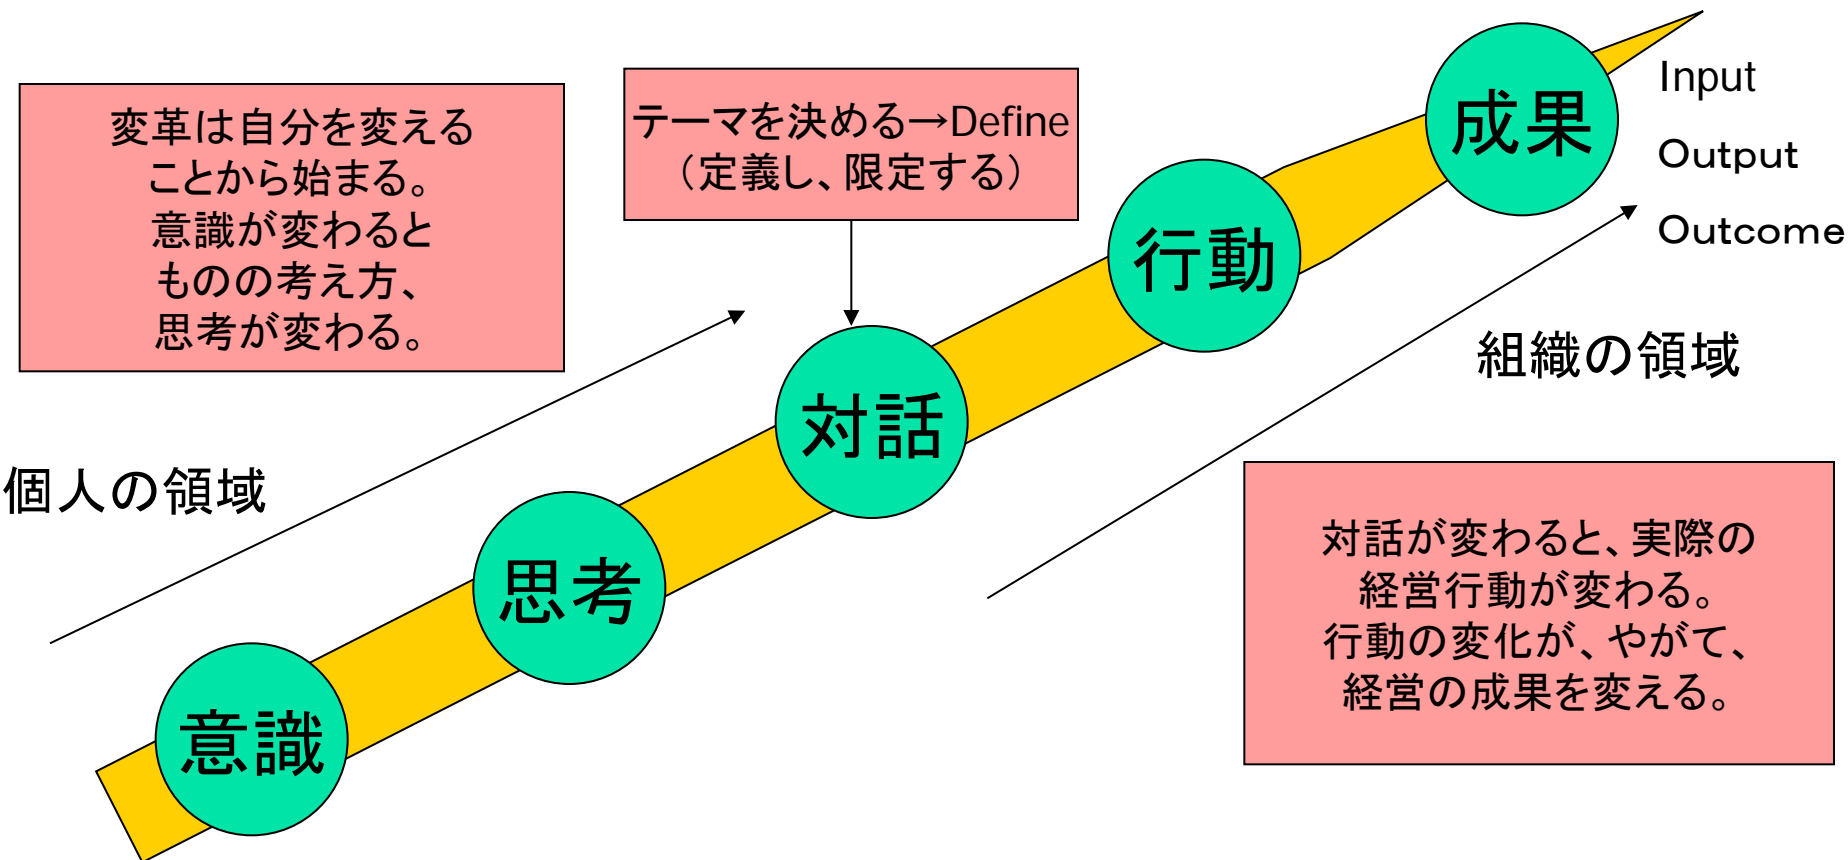 変革は自分を変える
ことから始まる。
意識が変わると
ものの考え方、
思考が変わる。
テーマを決める→Define
（定義し、限定する）
成果
Input
Output
Outcome
行動
組織の領域
対話
個人の領域
思考
意識
対話が変わると、実際の
経営行動が変わる。
行動の変化が、やがて、
経営の成果を変える。